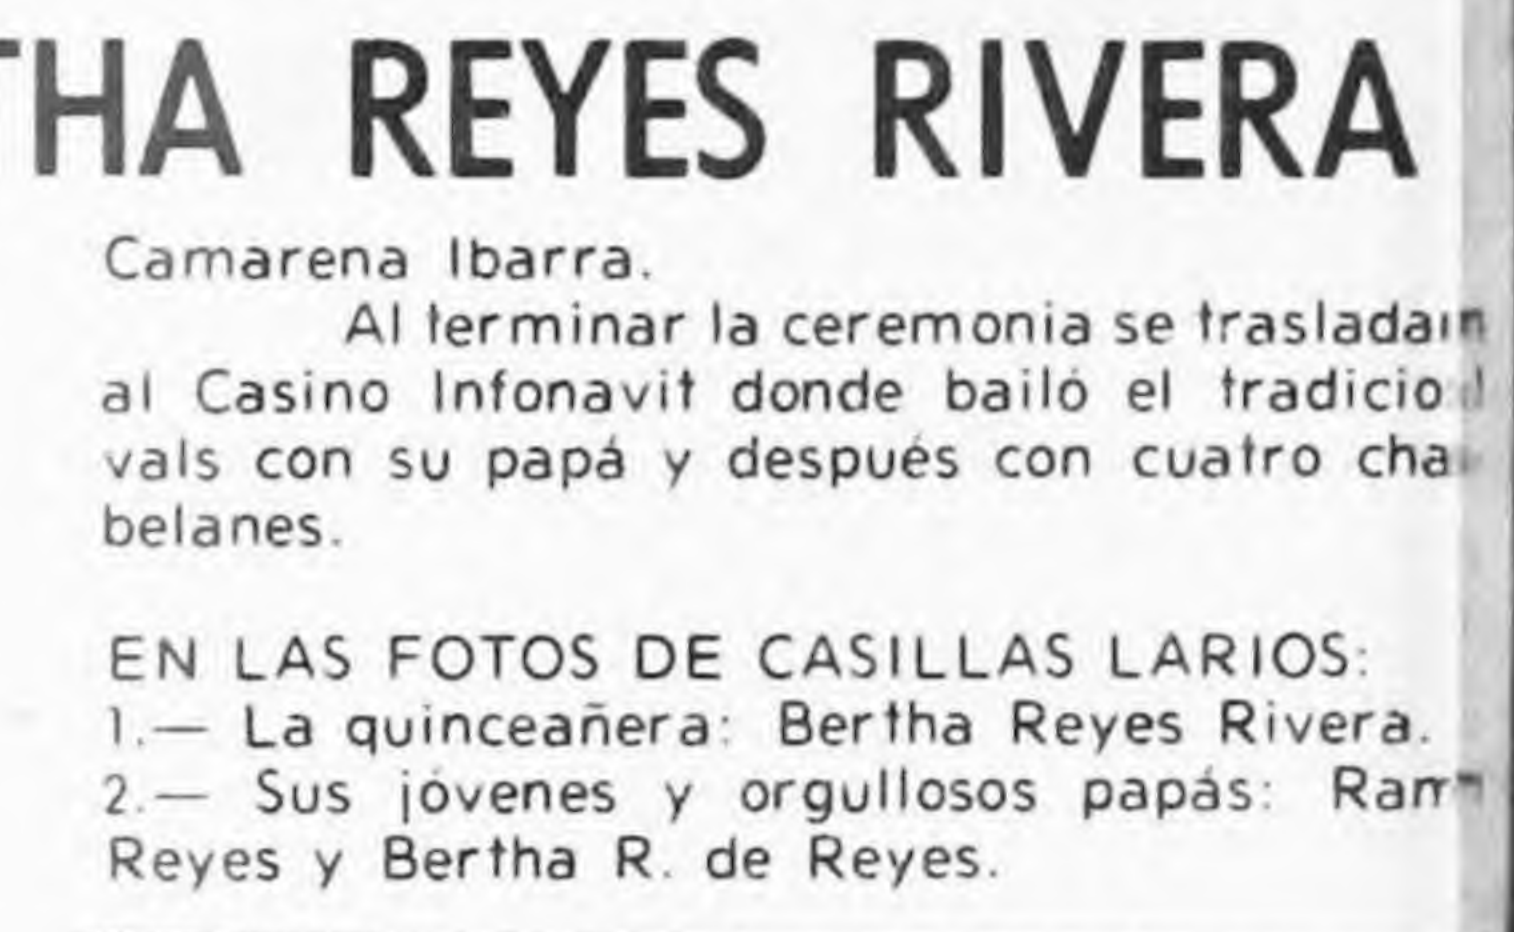 THA REYES RIVERA
Camarena Ibarra.
Al terminar la ceremonia se
al Casino Infonavit donde bailó el
vals con su papá y después con cuatro cha
belanes.
EN LAS FOTOS DE CASILLAS LARIOS:
1.— La quinceañera: Bertha Reyes Rivera.
2.— Sus jóvenes y orgullosos papás:
Reyes y Bertha R. de Reyes.